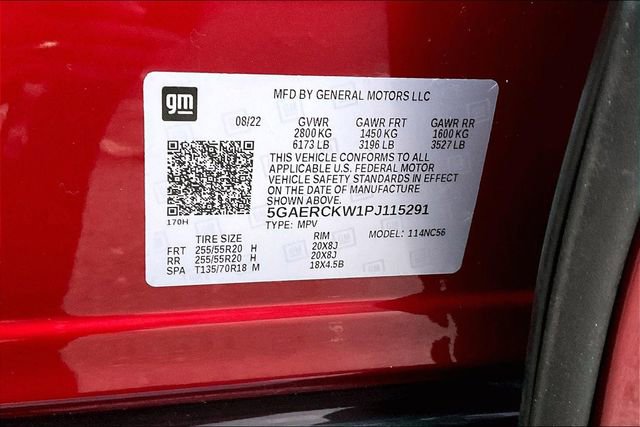 gm
MFD BY GENERAL MOTORS LLC
08/22 GVWR GAWR FRT GAWR RR
2800 KG 1450 KG 1600 KG
6173 LB 3196 LB 3527 LB
THIS VEHICLE CONFORMS TO ALL
APPLICABLE U.S. FEDERAL MOTOR
VEHICLE SAFETY STANDARDS IN EFFECT
ON THE DATE OF MANUFACTURE
SHOWN ABOVE.
5GAERCKW1PJ115291
170H
TYPE: MPV MODEL: 114NC56
TIRE SIZE RIM
FRT 255/55R20 H 20X8J
RR 255/55R20 H 20X8J
SPA T135/70R18 M 18X4.5B